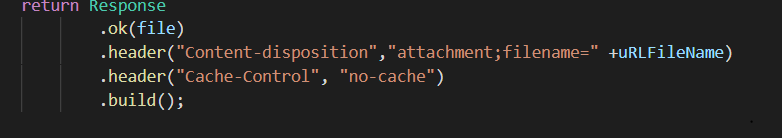 return Response
.ok(file)
.header("Content-disposition","attachment;filename=" +uRLFileName)
.header("Cache-Control", "no-cache")
.build();